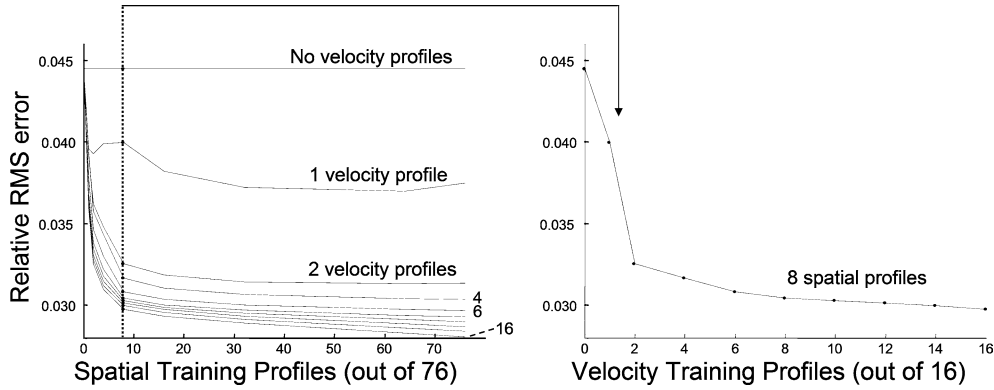 Relative RMS error
0.045
0.040
0.035
0.030
No velocity profiles
1 velocity profile
2 velocity profiles
4
6
16
0 10 20 30 40 50 60 70
Spatial Training Profiles (out of 76)
0.045
0.040
0.035
0.030
8 spatial profiles
0 2 4 6 8 10 12 14 16
Velocity Training Profiles (out of 16)